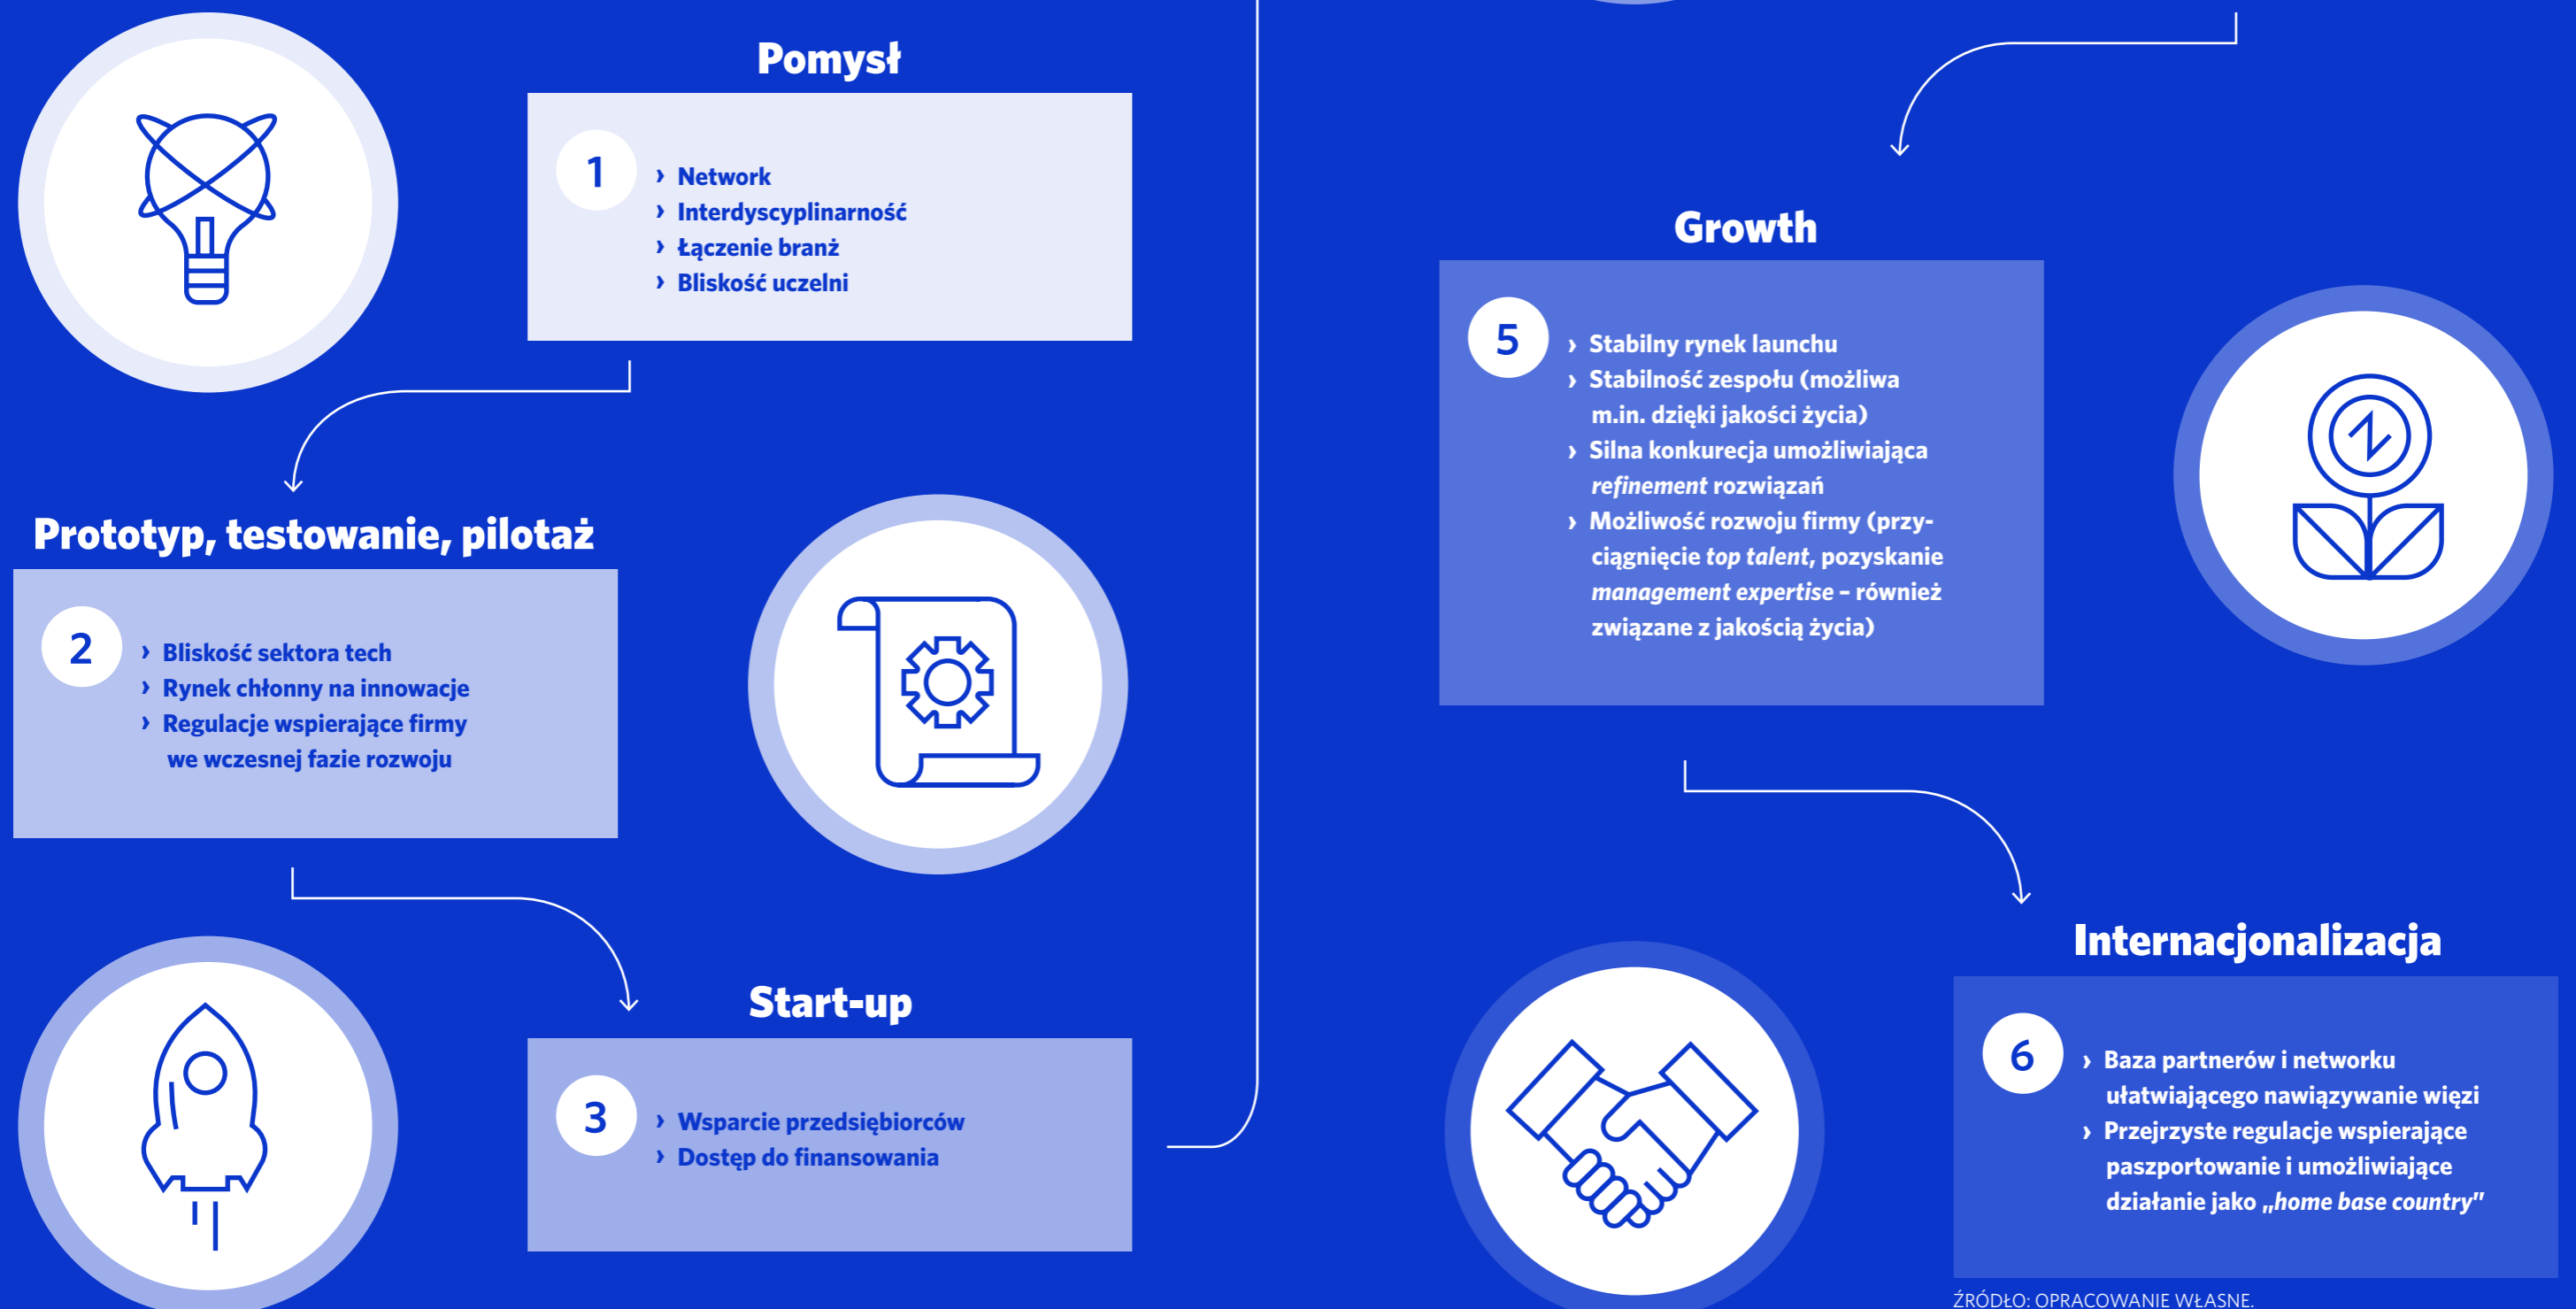 Pomysł
1
› Network
› Interdyscyplinarność
› Łączenie branż
› Bliskość uczelni
Prototyp, testowanie, pilotaż
2
› Bliskość sektora tech
› Rynek chłonny na innowacje
› Regulacje wspierające firmy
we wczesnej fazie rozwoju
Start-up
3
› Wsparcie przedsiębiorców
› Dostęp do finansowania
Growth
5
› Stabilny rynek launchu
› Stabilność zespołu (możliwa
m.in. dzięki jakości życia)
› Silna konkurecja umożliwiająca
refinement rozwiązań
› Możliwość rozwoju firmy (przy-
ciągnięcie top talent, pozyskanie
management expertise – również
związane z jakością życia)
Internacjonalizacja
6
› Baza partnerów i networku
ułatwiającego nawiązywanie więzi
› Przejrzyste regulacje wspierające
paszportowanie i umożliwiające
działanie jako „home base country"
ŹRÓDŁO: OPRACOWANIE WŁASNE.